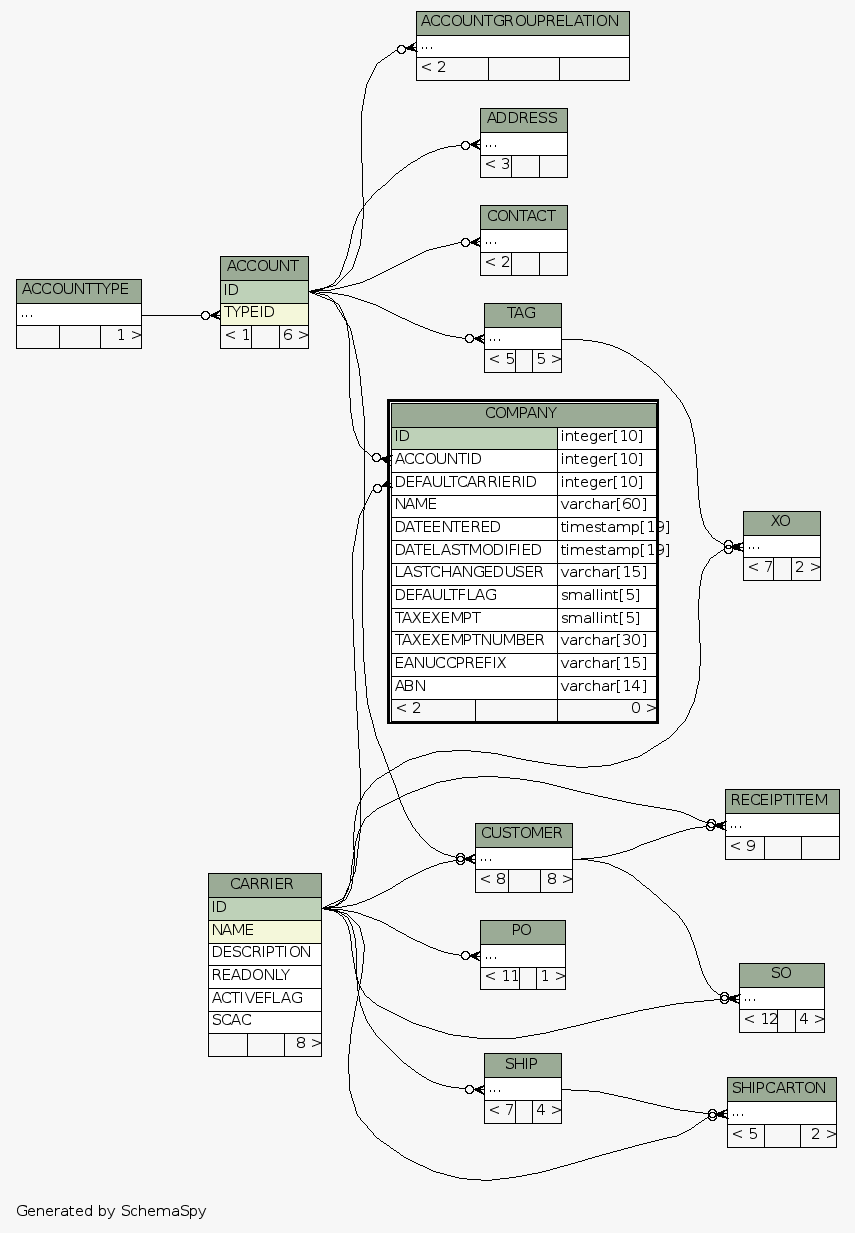 ACCOUNTGROUPRELATION
...
< 2
ADDRESS
...
< 3
CONTACT
...
< 2
ACCOUNTTYPE
...
1 >
ACCOUNT
ID
TYPEID
< 1 6 >
TAG
...
< 5 5 >
COMPANY
ID integer[10]
ACCOUNTID integer[10]
DEFAULTCARRIERID integer[10]
NAME varchar[60]
DATEENTERED timestamp[19]
DATELASTMODIFIED timestamp[19]
LASTCHANGEDUSER varchar[15]
DEFAULTFLAG smallint[5]
TAXEXEMPT smallint[5]
TAXEXEMPTNUMBER varchar[30]
EANUCCPREFIX varchar[15]
ABN varchar[14]
< 2 0 >
XO
...
< 7 2 >
RECEIPTITEM
...
< 9
CUSTOMER
...
< 8 8 >
CARRIER
ID
NAME
DESCRIPTION
READONLY
ACTIVEFLAG
SCAC
8 >
PO
...
< 11 1 >
SO
...
< 12 4 >
SHIP
...
< 7 4 >
SHIPCARTON
...
< 5 2 >
Generated by SchemaSpy